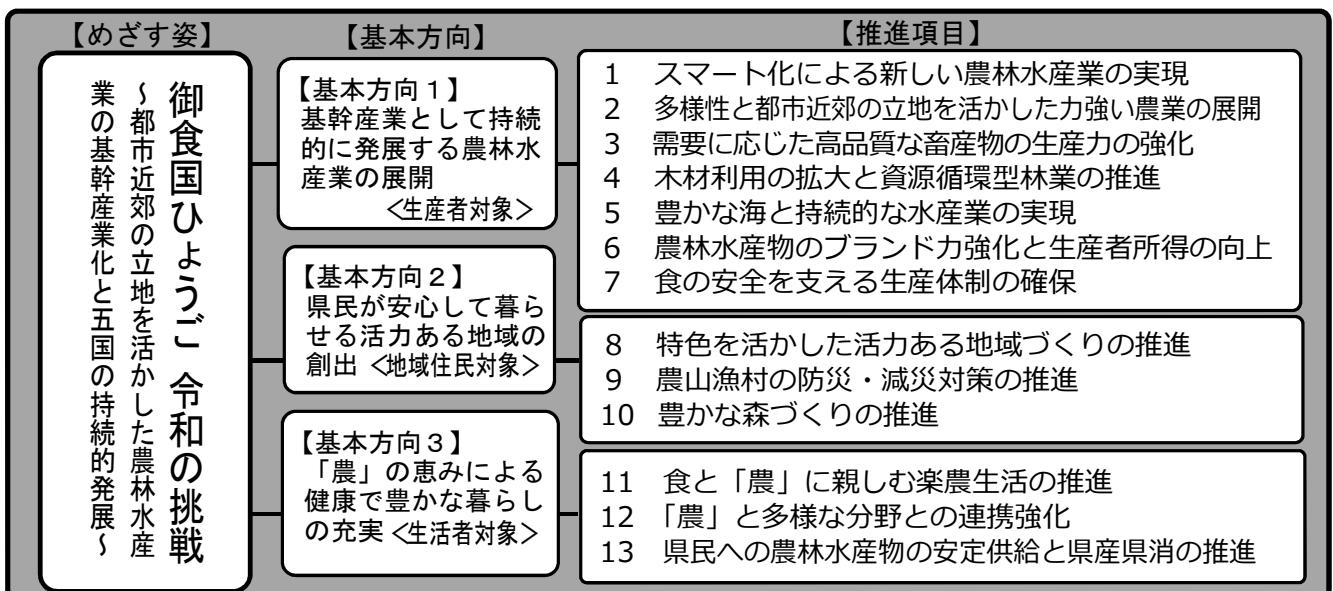 【めざす姿】
御食国ひょうご 令和の挑戦
～都市近郊の立地を活かした農林水産
業の基幹産業化と五国の持続的発展～
【基本方向】
【基本方向１】
基幹産業として持続
的に発展する農林水
産業の展開
<生産者対象>
【基本方向２】
県民が安心して暮ら
せる活力ある地域の
創出 <地域住民対象>
【基本方向３】
「農」の恵みによる
健康で豊かな暮らし
の充実 <生活者対象>
【推進項目】
1 スマート化による新しい農林水産業の実現
2 多様性と都市近郊の立地を活かした力強い農業の展開
3 需要に応じた高品質な畜産物の生産力の強化
4 木材利用の拡大と資源循環型林業の推進
5 豊かな海と持続的な水産業の実現
6 農林水産物のブランド力強化と生産者所得の向上
7 食の安全を支える生産体制の確保
8 特色を活かした活力ある地域づくりの推進
9 農山漁村の防災・減災対策の推進
10 豊かな森づくりの推進
11 食と「農」に親しむ楽農生活の推進
12 「農」と多様な分野との連携強化
13 県民への農林水産物の安定供給と県産県消の推進